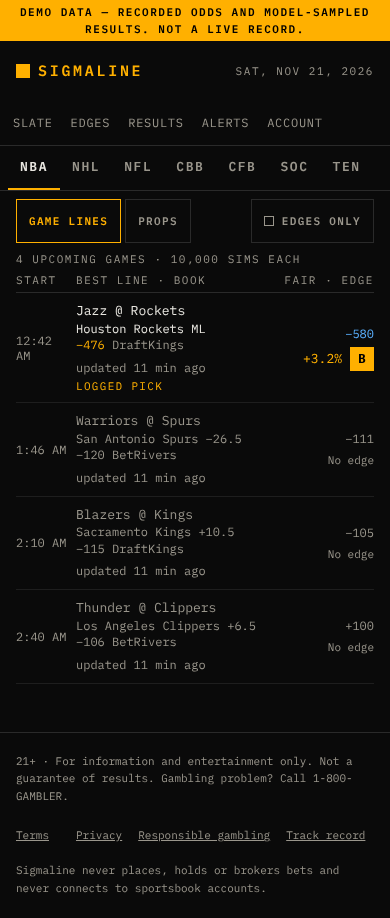 DEMO DATA — RECORDED ODDS AND MODEL-SAMPLED
RESULTS. NOT A LIVE RECORD.
SIGMALINE
SAT, NOV 21, 2026
SLATE EDGES RESULTS ALERTS ACCOUNT
NBA NHL NFL CBB CFB SOC TEN
GAME LINES PROPS EDGES ONLY
4 UPCOMING GAMES · 10,000 SIMS EACH
START BEST LINE · BOOK FAIR · EDGE
12:42 AM
Jazz @ Rockets
Houston Rockets ML
−476 DraftKings
updated 11 min ago
LOGGED PICK
−580
+3.2% B
1:46 AM
Warriors @ Spurs
San Antonio Spurs −26.5
−120 BetRivers
updated 11 min ago
−111
No edge
2:10 AM
Blazers @ Kings
Sacramento Kings +10.5
−115 DraftKings
updated 11 min ago
−105
No edge
2:40 AM
Thunder @ Clippers
Los Angeles Clippers +6.5
−106 BetRivers
updated 11 min ago
+100
No edge
21+ · For information and entertainment only. Not a
guarantee of results. Gambling problem? Call 1-800-
GAMBLER.
Terms Privacy Responsible gambling Track record
Sigmaline never places, holds or brokers bets and
never connects to sportsbook accounts.